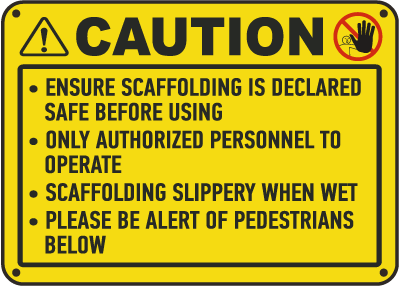 CAUTION
• ENSURE SCAFFOLDING IS DECLARED
SAFE BEFORE USING
• ONLY AUTHORIZED PERSONNEL TO
OPERATE
• SCAFFOLDING SLIPPERY WHEN WET
• PLEASE BE ALERT OF PEDESTRIANS
BELOW